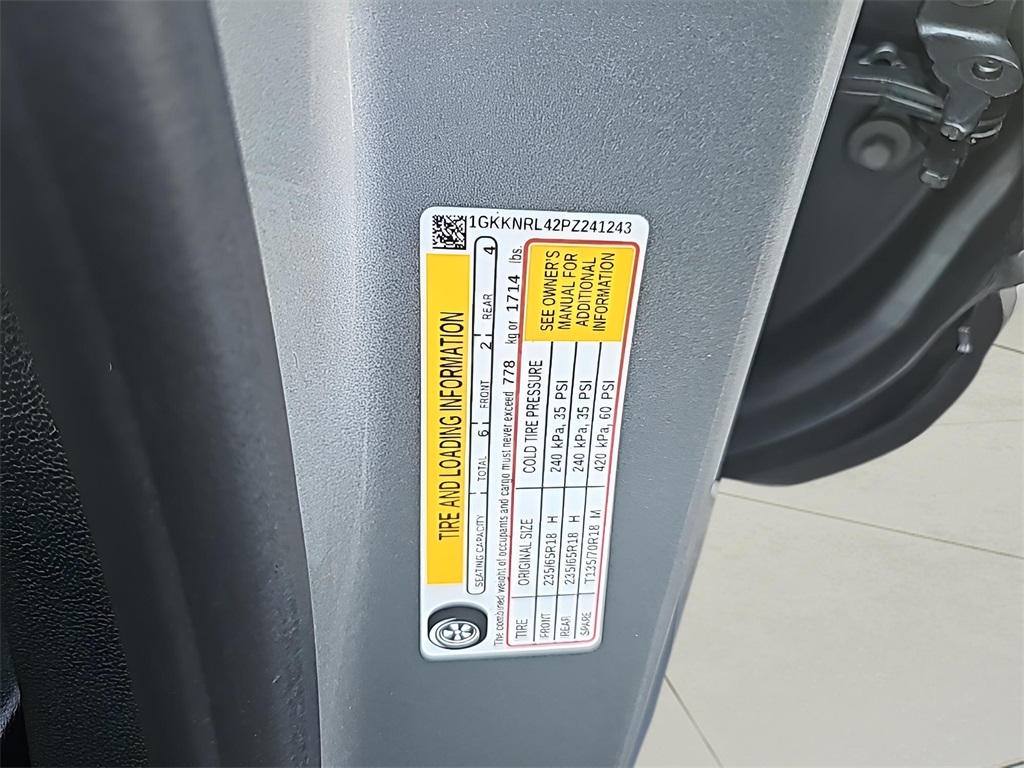 1GKKNRL42PZ241243
TIRE AND LOADING INFORMATION
SEATING CAPACITY TOTAL 6 FRONT 2 REAR 4
The combined weight of occupants and cargo must never exceed 778 kg or 1714 lbs.
TIRE ORIGINAL SIZE COLD TIRE PRESSURE
FRONT 235/65R18 H 240 kPa, 35 PSI
REAR 235/65R18 H 240 kPa, 35 PSI
SPARE T135/70R18 M 420 kPa, 60 PSI
SEE OWNER'S
MANUAL FOR
ADDITIONAL
INFORMATION